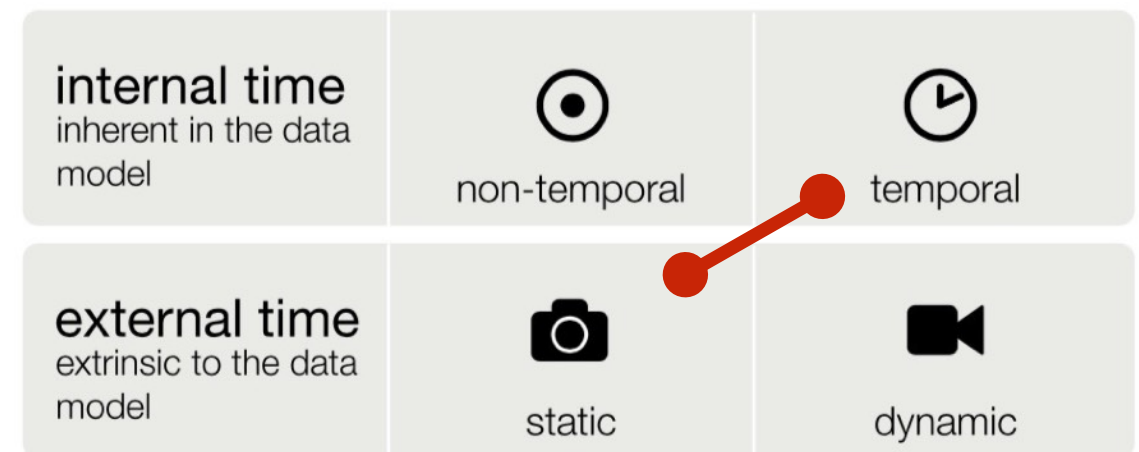 internal time
inherent in the data
model
non-temporal
temporal
external time
extrinsic to the data
model
static
dynamic